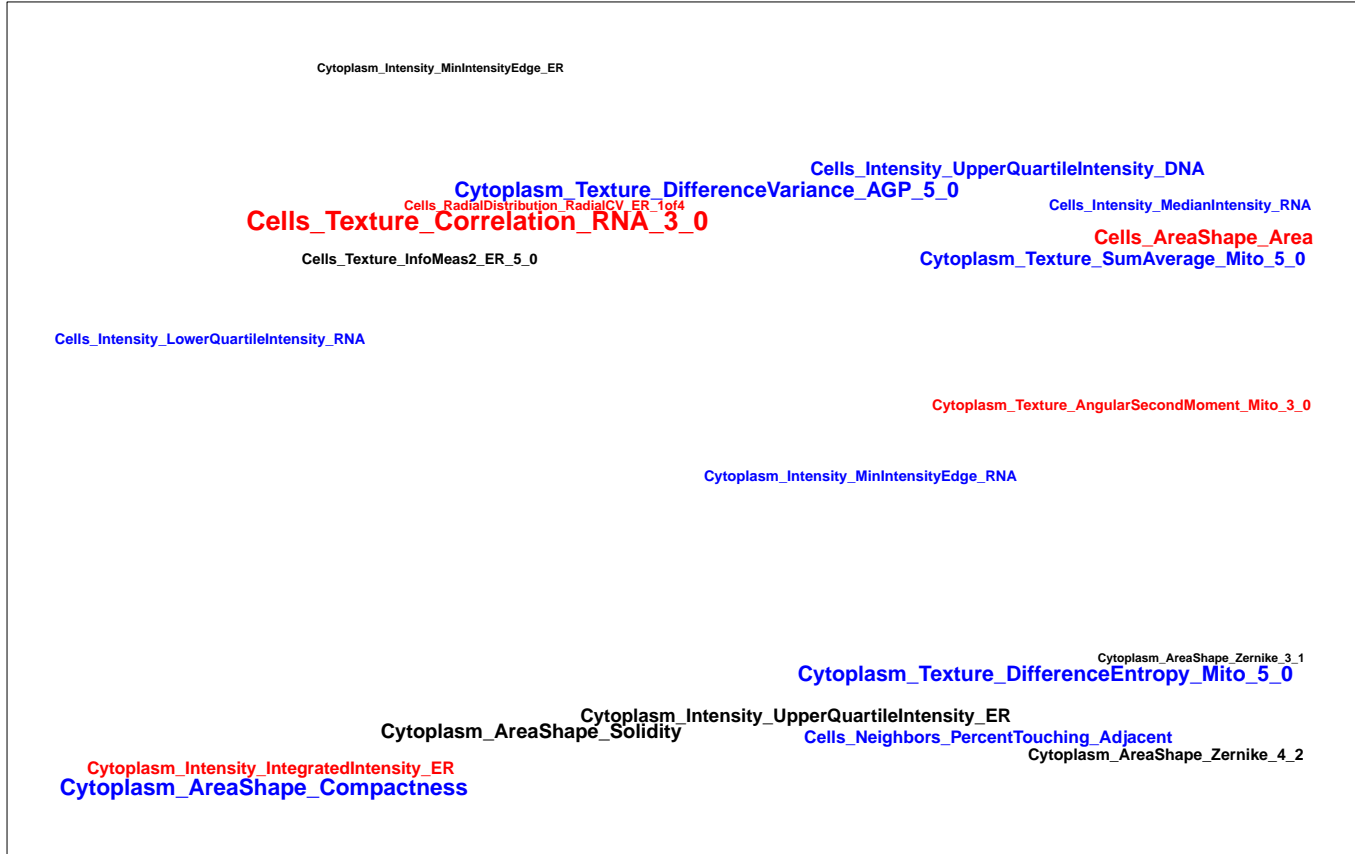 Cytoplasm_Intensity_MinIntensityEdge_ER
Cells_Intensity_UpperQuartileIntensity_DNA
Cytoplasm_Texture_DifferenceVariance_AGP_5_0
Cells_RadialDistribution_RadialCV_ER_1of4
Cells_Intensity_MedianIntensity_RNA
Cells_Texture_Correlation_RNA_3_0
Cells_AreaShape_Area
Cells_Texture_InfoMeas2_ER_5_0
Cytoplasm_Texture_SumAverage_Mito_5_0
Cells_Intensity_LowerQuartileIntensity_RNA
Cytoplasm_Texture_AngularSecondMoment_Mito_3_0
Cytoplasm_Intensity_MinIntensityEdge_RNA
Cytoplasm_AreaShape_Zernike_3_1
Cytoplasm_Texture_DifferenceEntropy_Mito_5_0
Cytoplasm_Intensity_UpperQuartileIntensity_ER
Cytoplasm_AreaShape_Solidity
Cells_Neighbors_PercentTouching_Adjacent
Cytoplasm_AreaShape_Zernike_4_2
Cytoplasm_Intensity_IntegratedIntensity_ER
Cytoplasm_AreaShape_Compactness